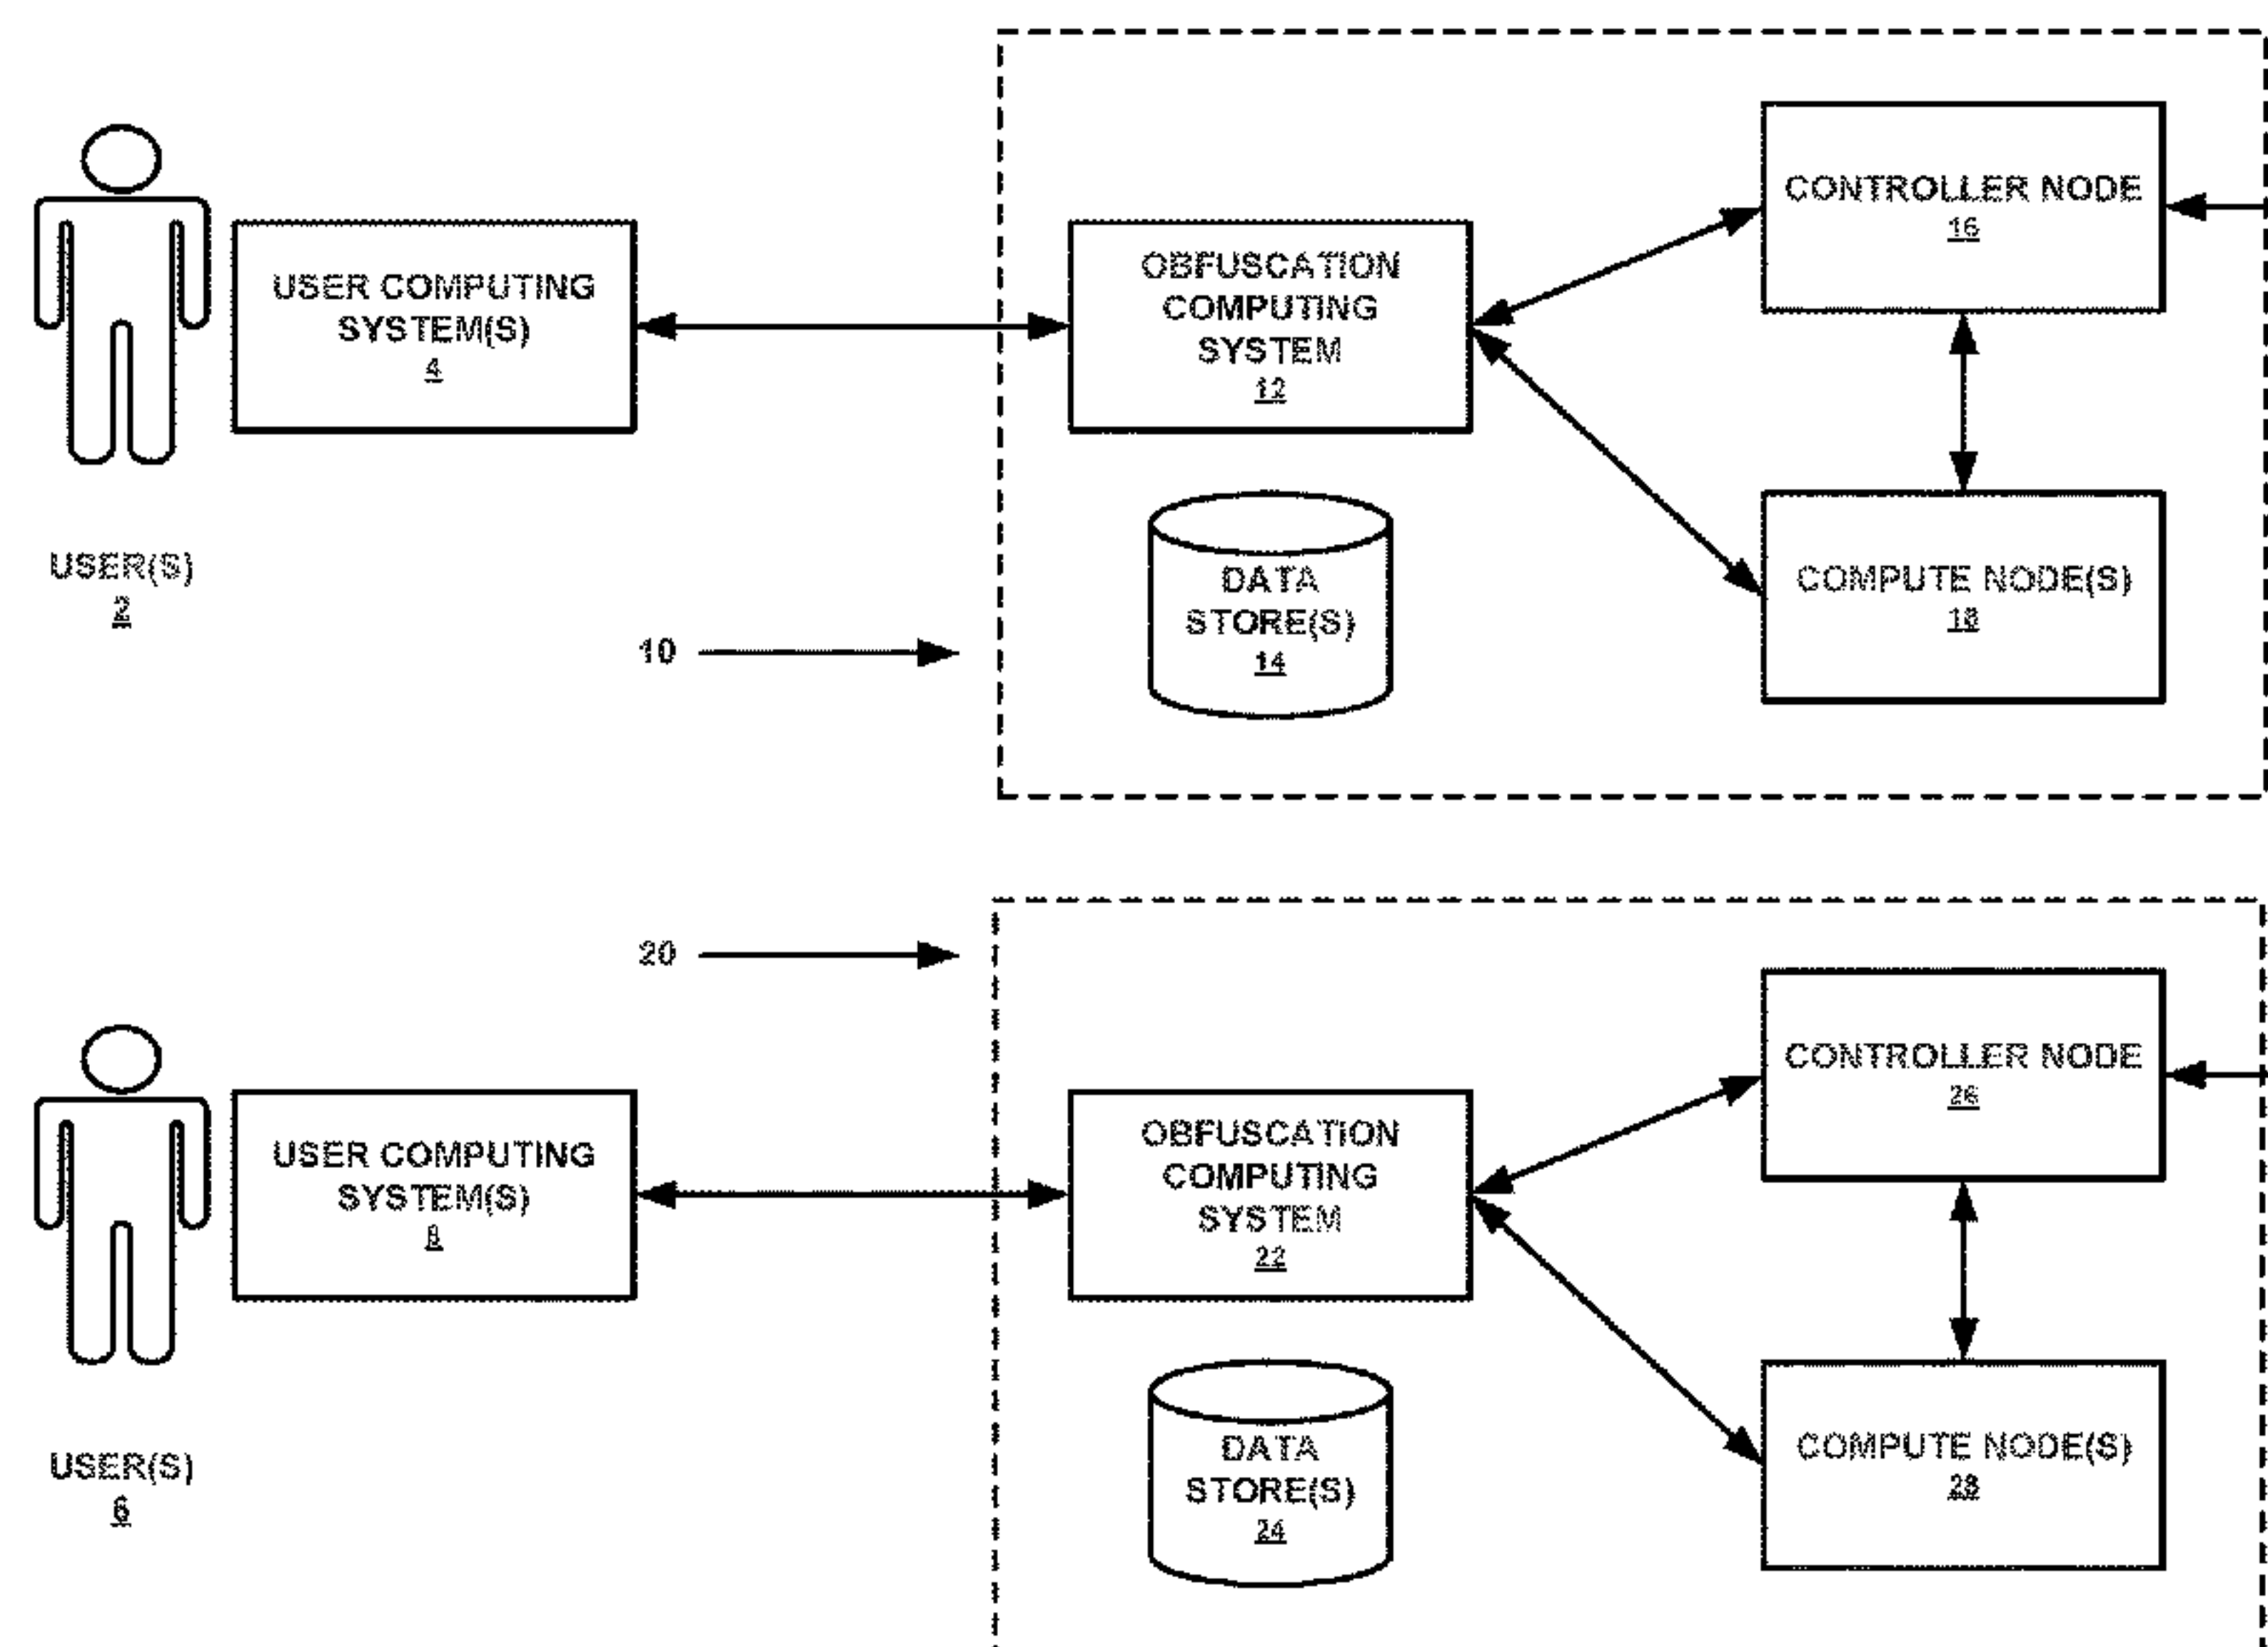 CONTROLLER NODE
16
USER COMPUTING
SYSTEM(S)
4
OBFUSCATION
COMPUTING
SYSTEM
12
USER(S)
2
DATA
STORE(S)
14
COMPUTE NODE(S)
18
10
20
CONTROLLER NODE
26
USER COMPUTING
SYSTEM(S)
8
OBFUSCATION
COMPUTING
SYSTEM
22
USER(S)
6
DATA
STORE(S)
24
COMPUTE NODE(S)
28